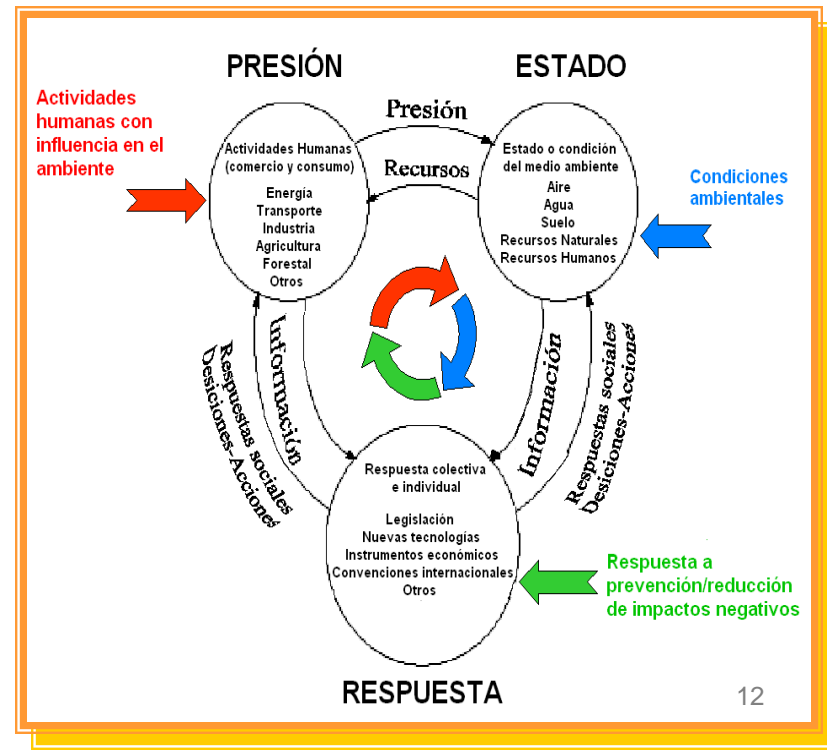 PRESIÓN
ESTADO
Actividades
humanas con
influencia en el
ambiente
Presión
Recursos
Actividades Humanas
(comercio y consumo)
Energía
Transporte
Industria
Agricultura
Forestal
Otros
Estado o condición
del medio ambiente
Aire
Agua
Suelo
Recursos Naturales
Recursos Humanos
Condiciones
ambientales
Respuestas sociales
Desiciones-Acciones
Información
Información
Respuestas sociales
Desiciones-Acciones
Respuesta colectiva
e individual
Legislación
Nuevas tecnologías
Instrumentos económicos
Convenciones internacionales
Otros
Respuesta a
prevención/reducción
de impactos negativos
RESPUESTA
12